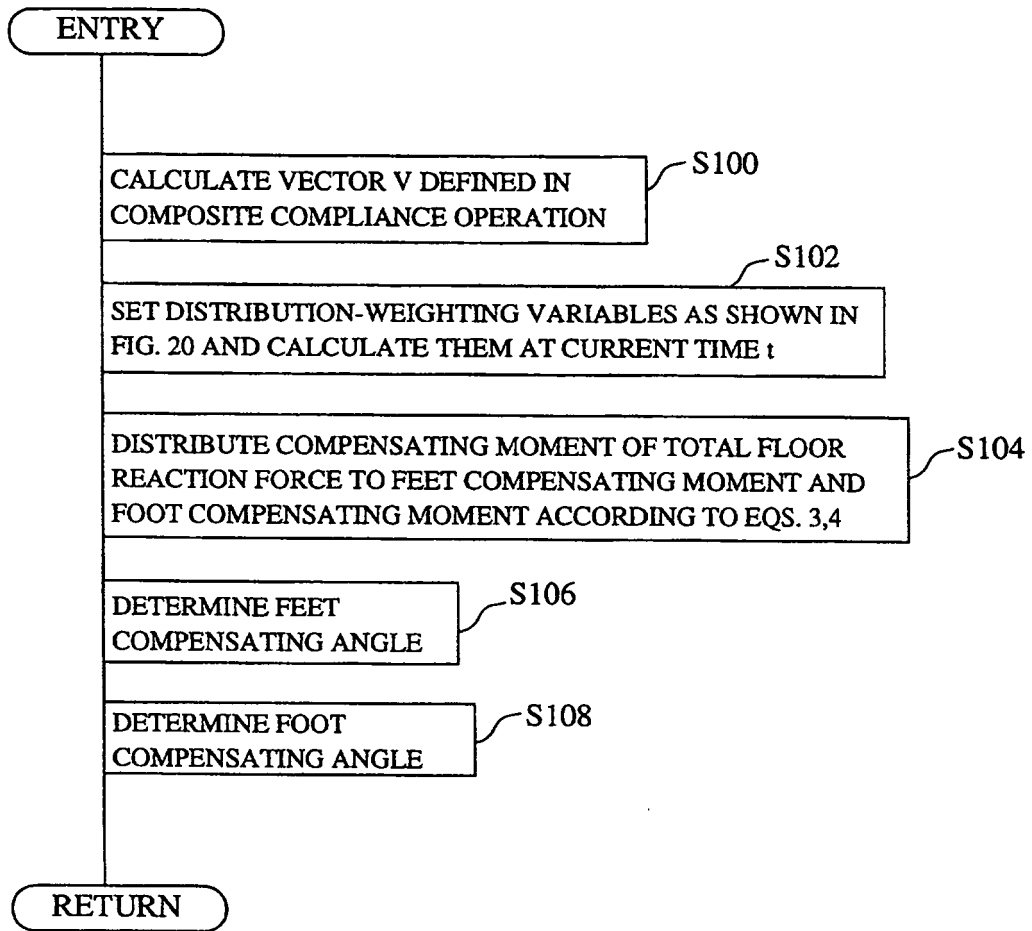 ENTRY
S100
CALCULATE VECTOR V DEFINED IN
COMPOSITE COMPLIANCE OPERATION
S102
SET DISTRIBUTION-WEIGHTING VARIABLES AS SHOWN IN
FIG. 20 AND CALCULATE THEM AT CURRENT TIME t
S104
DISTRIBUTE COMPENSATING MOMENT OF TOTAL FLOOR
REACTION FORCE TO FEET COMPENSATING MOMENT AND
FOOT COMPENSATING MOMENT ACCORDING TO EQS. 3,4
S106
DETERMINE FEET
COMPENSATING ANGLE
S108
DETERMINE FOOT
COMPENSATING ANGLE
RETURN